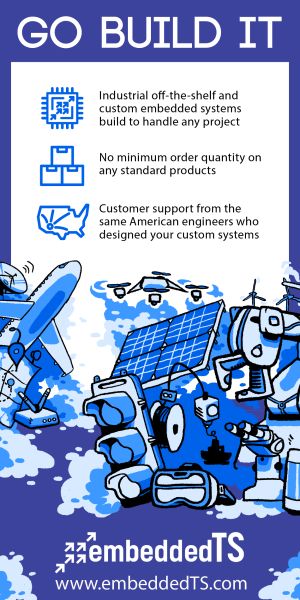 GO BUILD IT
Industrial off-the-shelf and
custom embedded systems
build to handle any project
No minimum order quantity on
any standard products
Customer support from the
same American engineers who
designed your custom systems
embeddedTS
www.embeddedTS.com